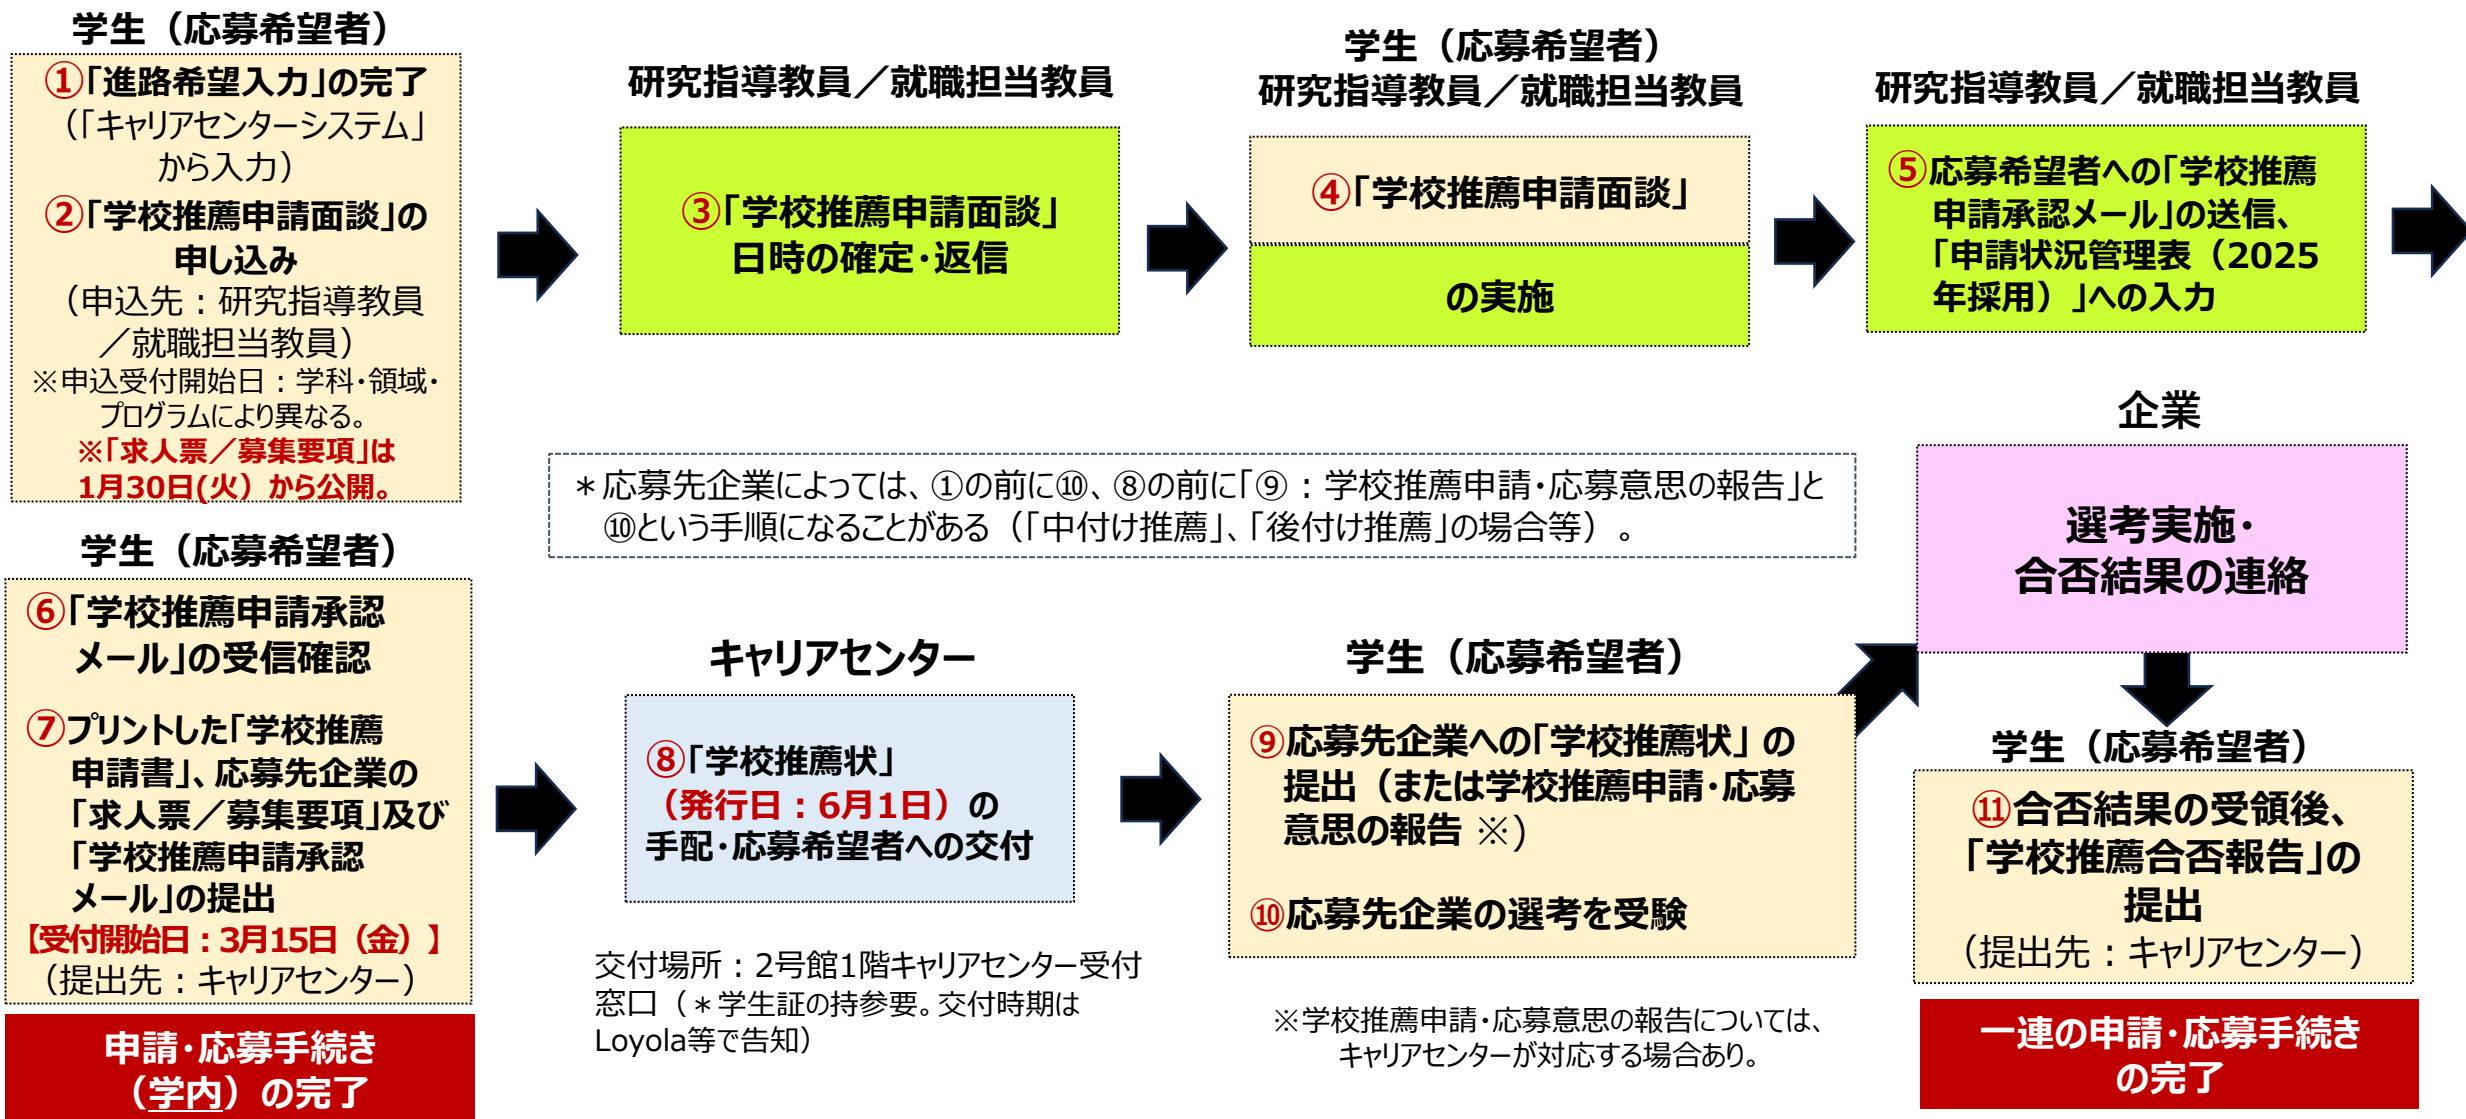 学生（応募希望者）
①「進路希望入力」の完了
（「キャリアセンターシステム」
から入力）
②「学校推薦申請面談」の
申し込み
（申込先：研究指導教員
／就職担当教員）
※申込受付開始日：学科・領域・
プログラムにより異なる。
※「求人票／募集要項」は
1月30日(火）から公開。
研究指導教員／就職担当教員
③「学校推薦申請面談」
日時の確定・返信
学生（応募希望者）
研究指導教員／就職担当教員
④「学校推薦申請面談」
の実施
研究指導教員／就職担当教員
⑤応募希望者への「学校推薦
申請承認メール」の送信、
「申請状況管理表（2025
年採用）」への入力
＊応募先企業によっては、①の前に⑩、⑧の前に「⑨：学校推薦申請・応募意思の報告」と
⑩という手順になることがある（「中付け推薦」、「後付け推薦」の場合等）。
学生（応募希望者）
⑥「学校推薦申請承認
メール」の受信確認
⑦プリントした「学校推薦
申請書」、応募先企業の
「求人票／募集要項」及び
「学校推薦申請承認
メール」の提出
【受付開始日：3月15日（金）】
（提出先：キャリアセンター）
申請・応募手続き
（学内）の完了
キャリアセンター
⑧「学校推薦状」
（発行日：6月1日）の
手配・応募希望者への交付
交付場所：2号館1階キャリアセンター受付
窓口（＊学生証の持参要。交付時期は
Loyola等で告知）
学生（応募希望者）
⑨応募先企業への「学校推薦状」の
提出（または学校推薦申請・応募
意思の報告 ※)
⑩応募先企業の選考を受験
※学校推薦申請・応募意思の報告については、
キャリアセンターが対応する場合あり。
企業
選考実施・
合否結果の連絡
学生（応募希望者）
⑪合否結果の受領後、
「学校推薦合否報告」の
提出
（提出先：キャリアセンター）
一連の申請・応募手続き
の完了